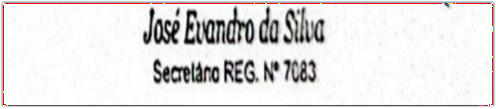 José Evandro da Silva
Secretário REG. Nº 7083